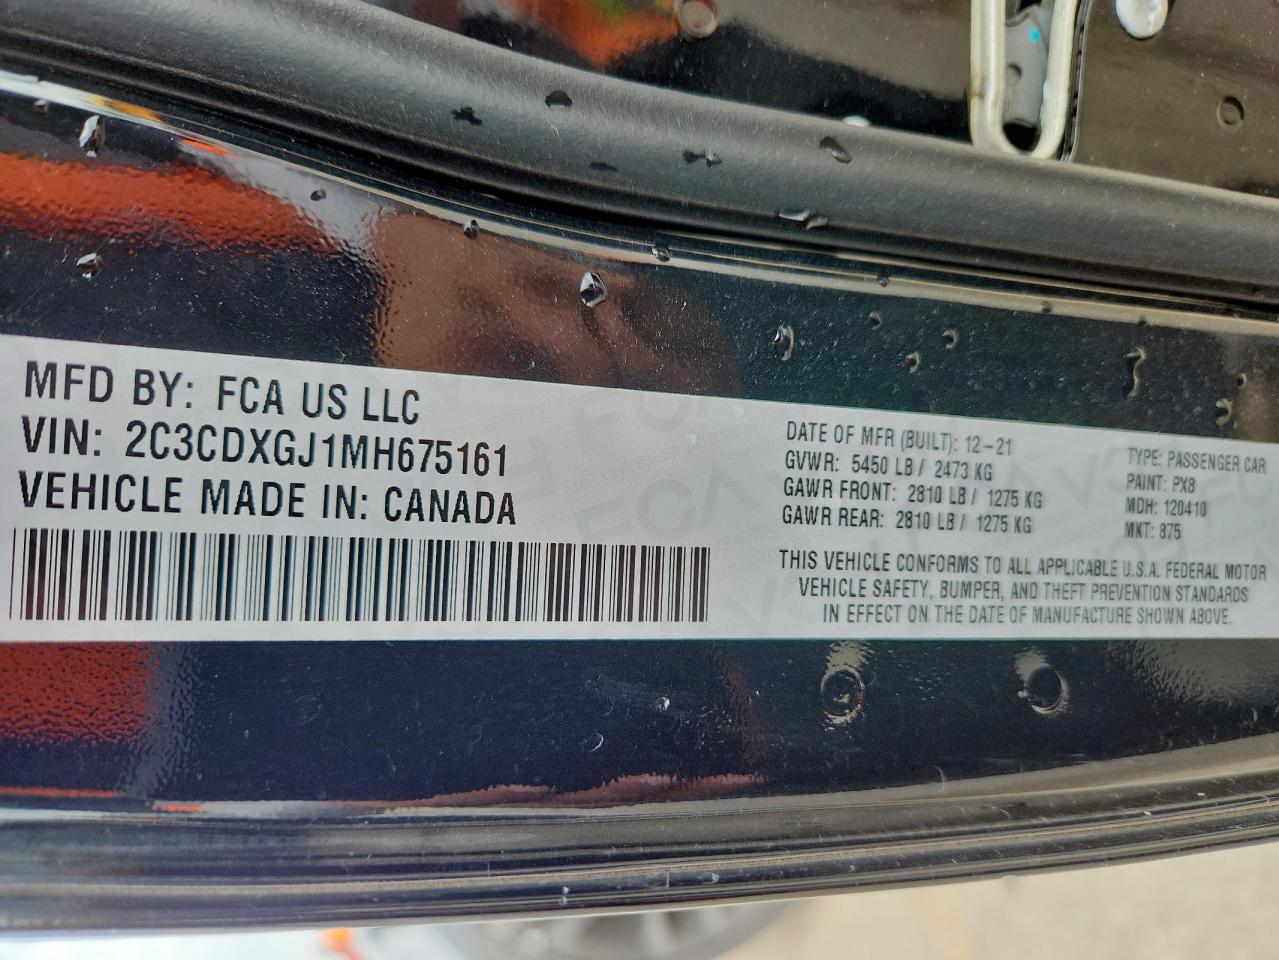 MFD BY: FCA US LLC
VIN: 2C3CDXGJ1MH675161
VEHICLE MADE IN: CANADA
DATE OF MFR (BUILT): 12-21
GVWR: 5450 LB / 2473 KG
GAWR FRONT: 2810 LB / 1275 KG
GAWR REAR: 2810 LB / 1275 KG
TYPE: PASSENGER CAR
PAINT: PX8
MDH: 120410
MKT: 875
THIS VEHICLE CONFORMS TO ALL APPLICABLE U.S.A. FEDERAL MOTOR
VEHICLE SAFETY, BUMPER, AND THEFT PREVENTION STANDARDS
IN EFFECT ON THE DATE OF MANUFACTURE SHOWN ABOVE.